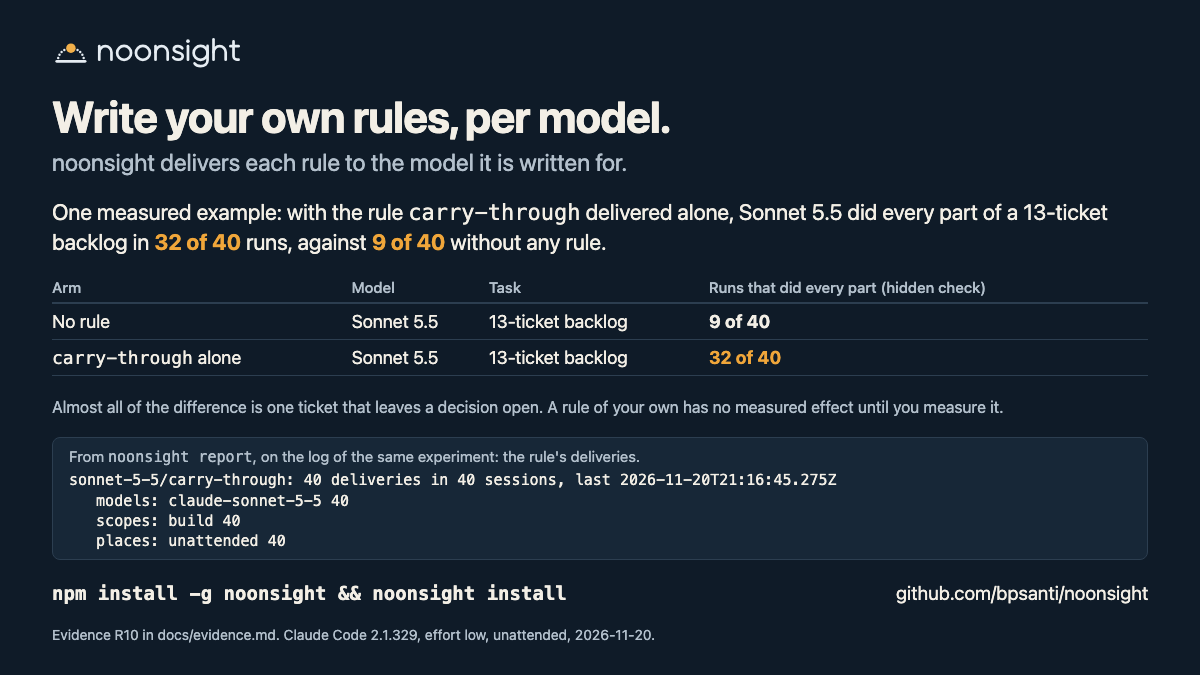 noonsight
Write your own rules, per model.
noonsight delivers each rule to the model it is written for.
One measured example: with the rule carry-through delivered alone, Sonnet 5.5 did every part of a 13-ticket
backlog in 32 of 40 runs, against 9 of 40 without any rule.
Arm Model Task Runs that did every part (hidden check)
No rule Sonnet 5.5 13-ticket backlog 9 of 40
carry-through alone Sonnet 5.5 13-ticket backlog 32 of 40
Almost all of the difference is one ticket that leaves a decision open. A rule of your own has no measured effect until you measure it.
From noonsight report, on the log of the same experiment: the rule's deliveries.
sonnet-5-5/carry-through: 40 deliveries in 40 sessions, last 2026-11-20T21:16:45.275Z
models: claude-sonnet-5-5 40
scopes: build 40
places: unattended 40
npm install -g noonsight && noonsight install
github.com/bpsanti/noonsight
Evidence R10 in docs/evidence.md. Claude Code 2.1.329, effort low, unattended, 2026-11-20.